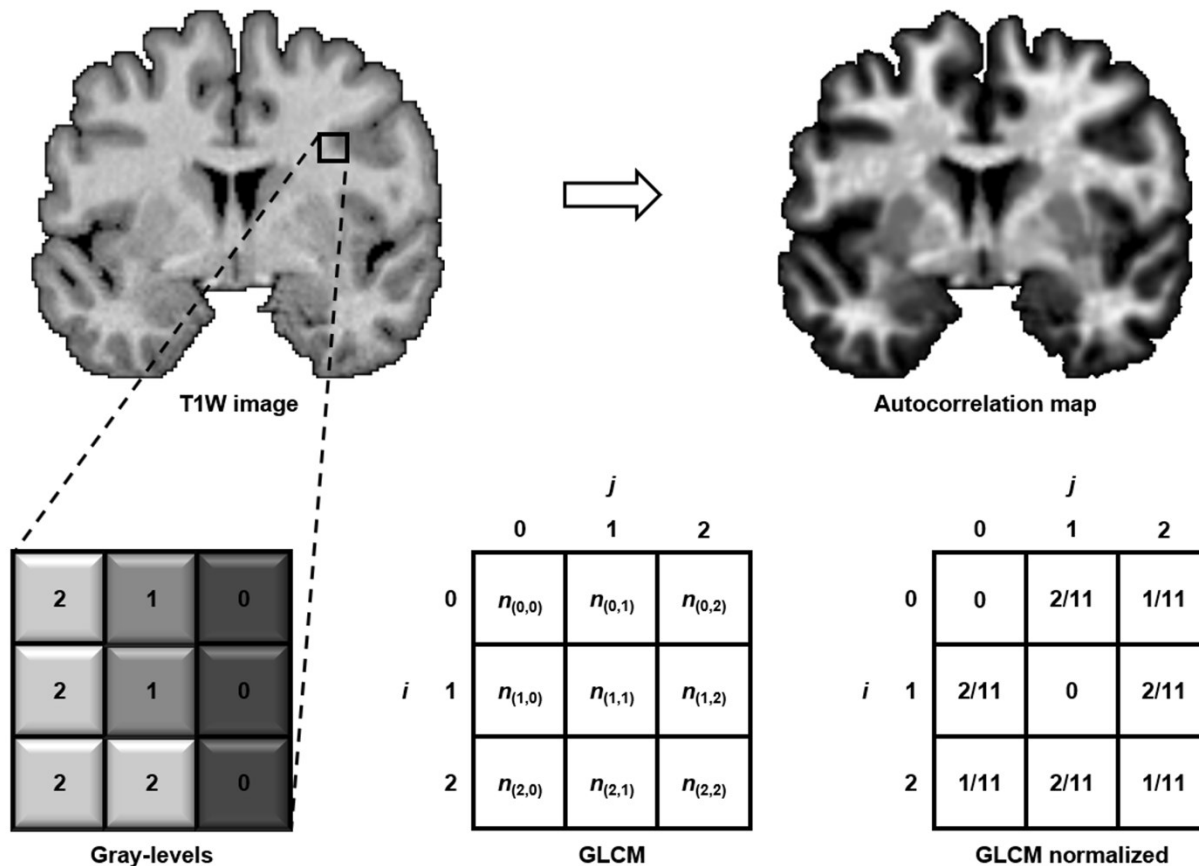 T1W image
Autocorrelation map
2 1 0
2 1 0
2 2 0
Gray-levels
j
0 1 2
0 n(0,0) n(0,1) n(0,2)
i 1 n(1,0) n(1,1) n(1,2)
2 n(2,0) n(2,1) n(2,2)
GLCM
j
0 1 2
0 0 2/11 1/11
i 1 2/11 0 2/11
2 1/11 2/11 1/11
GLCM normalized